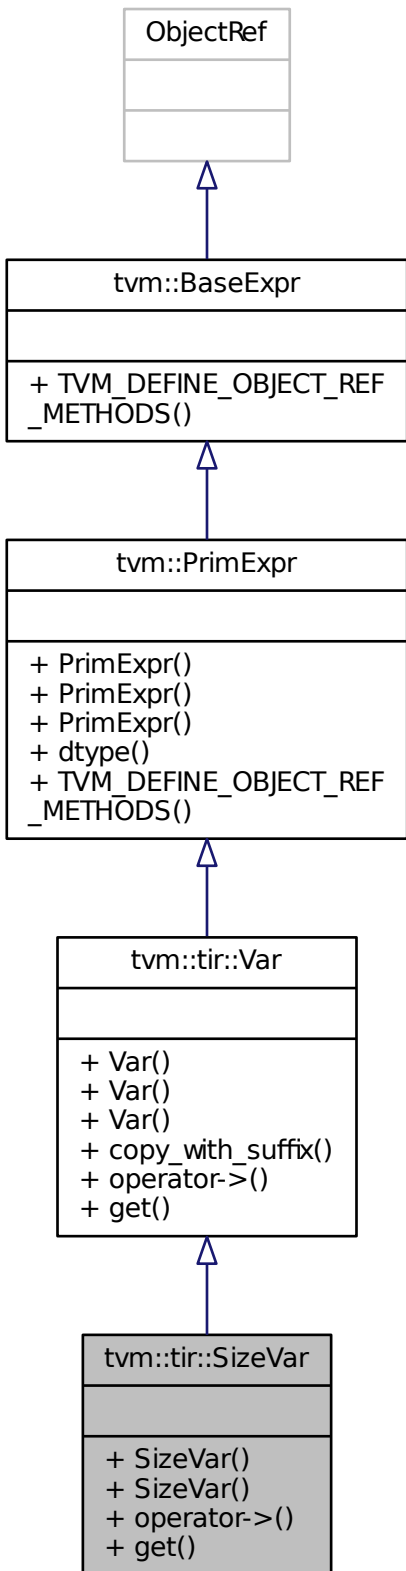 ObjectRef
tvm::BaseExpr
+ TVM_DEFINE_OBJECT_REF
_METHODS()
tvm::PrimExpr
+ PrimExpr()
+ PrimExpr()
+ PrimExpr()
+ dtype()
+ TVM_DEFINE_OBJECT_REF
_METHODS()
tvm::tir::Var
+ Var()
+ Var()
+ Var()
+ copy_with_suffix()
+ operator->()
+ get()
tvm::tir::SizeVar
+ SizeVar()
+ SizeVar()
+ operator->()
+ get()